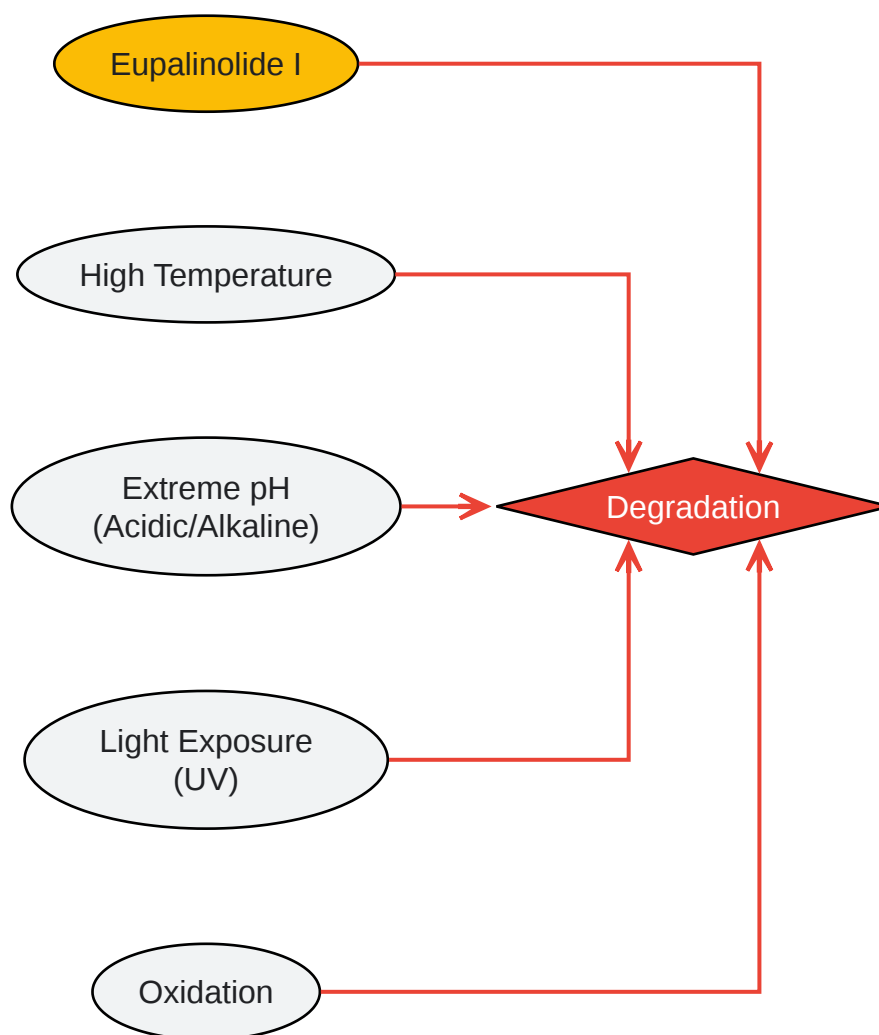 Eupalinolide I
High Temperature
Extreme pH
(Acidic/Alkaline)
Degradation
Light Exposure
(UV)
Oxidation